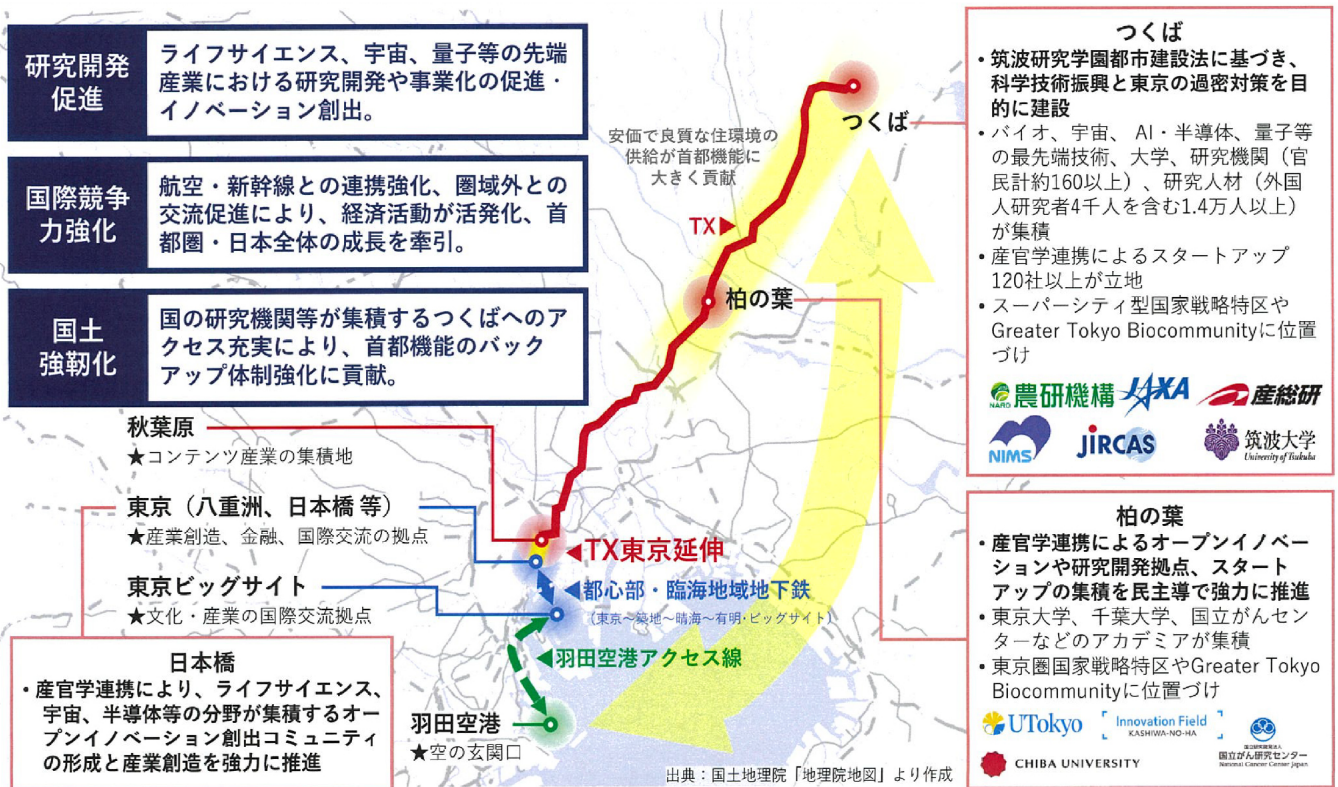 研究開発
促進
ライフサイエンス、宇宙、量子等の先端
産業における研究開発や事業化の促進・
イノベーション創出。
国際競争
力強化
航空・新幹線との連携強化、圏域外との
交流促進により、経済活動が活発化、首
都圏・日本全体の成長を牽引。
国土
強靭化
国の研究機関等が集積するつくばへのア
クセス充実により、首都機能のバック
アップ体制強化に貢献。
つくば
安価で良質な住環境の
供給が首都機能に
大きく貢献
TX
柏の葉
秋葉原
★コンテンツ産業の集積地
東京（八重洲、日本橋 等）
★産業創造、金融、国際交流の拠点
東京ビッグサイト
★文化・産業の国際交流拠点
TX東京延伸
都心部・臨海地域地下鉄
（東京～築地～晴海～有明・ビッグサイト）
羽田空港アクセス線
羽田空港
★空の玄関口
日本橋
・産官学連携により、ライフサイエンス、
宇宙、半導体等の分野が集積するオー
プンイノベーション創出コミュニティ
の形成と産業創造を強力に推進
つくば
・筑波研究学園都市建設法に基づき、
科学技術振興と東京の過密対策を目
的に建設
・バイオ、宇宙、 AI・半導体、量子等
の最先端技術、大学、研究機関（官
民計約160以上）、研究人材（外国
人研究者4千人を含む1.4万人以上）
が集積
・産官学連携によるスタートアップ
120社以上が立地
・スーパーシティ型国家戦略特区や
Greater Tokyo Biocommunityに位置
づけ
NARO 農研機構
JAXA
産総研
NIMS
JIRCAS
筑波大学
University of Tsukuba
柏の葉
・産官学連携によるオープンイノベー
ションや研究開発拠点、スタート
アップの集積を民主導で強力に推進
・東京大学、千葉大学、国立がんセン
ターなどのアカデミアが集積
・東京圏国家戦略特区やGreater Tokyo
Biocommunityに位置づけ
UTokyo
Innovation Field
KASHIWA-NO-HA
CHIBA UNIVERSITY
国立研究開発法人
国立がん研究センター
National Cancer Center Japan
出典：国土地理院「地理院地図」より作成